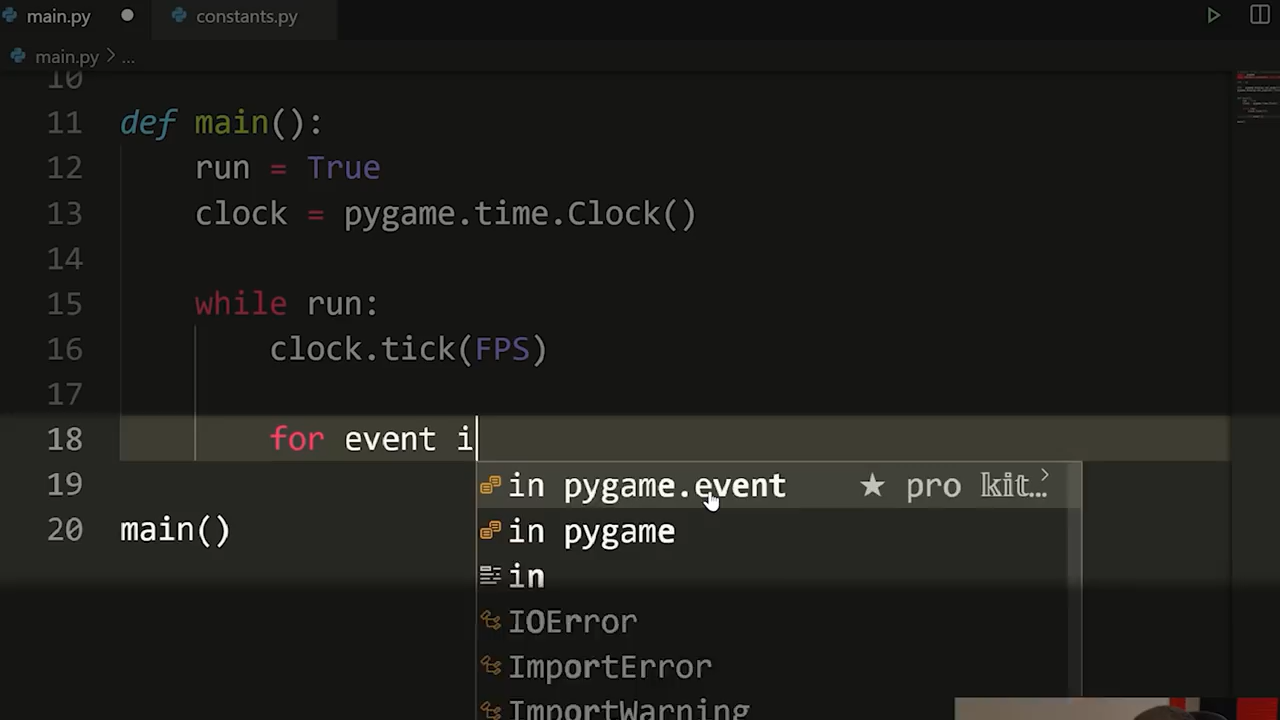 main.py constants.py
main.py > ...
10
11 def main():
12 run = True
13 clock = pygame.time.Clock()
14
15 while run:
16 clock.tick(FPS)
17
18 for event i
in pygame.event ★ pro kit...
19
in pygame
20 main()
in
IOError
ImportError
ImportWarning